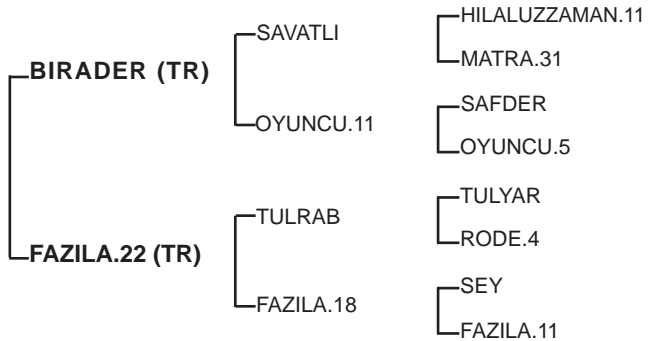 HILALUZZAMAN.11
SAVATLI
MATRA.31
BIRADER (TR)
SAFDER
OYUNCU.11
OYUNCU.5
TULYAR
TULRAB
RODE.4
FAZILA.22 (TR)
SEY
FAZILA.18
FAZILA.11